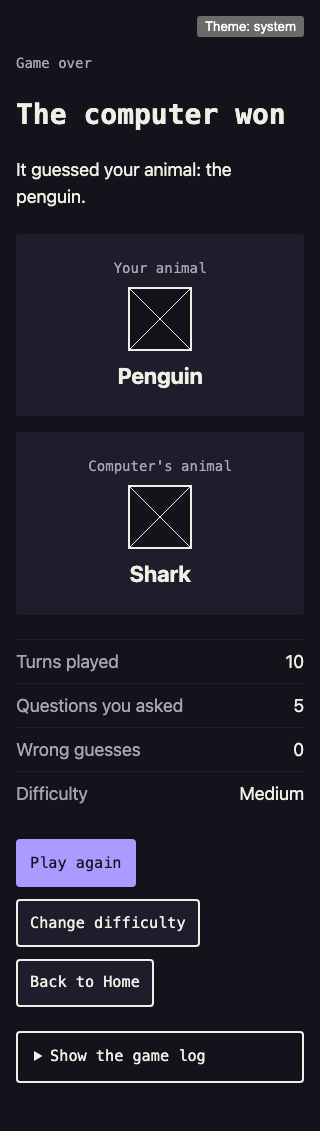 Theme: system
Game over
The computer won
It guessed your animal: the
penguin.
Your animal
Penguin
Computer's animal
Shark
Turns played 10
Questions you asked 5
Wrong guesses 0
Difficulty Medium
Play again
Change difficulty
Back to Home
▶ Show the game log